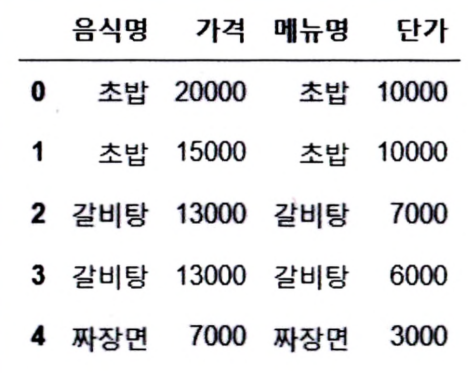 음식명 가격 메뉴명 단가
0 초밥 20000 초밥 10000
1 초밥 15000 초밥 10000
2 갈비탕 13000 갈비탕 7000
3 갈비탕 13000 갈비탕 6000
4 짜장면 7000 짜장면 3000